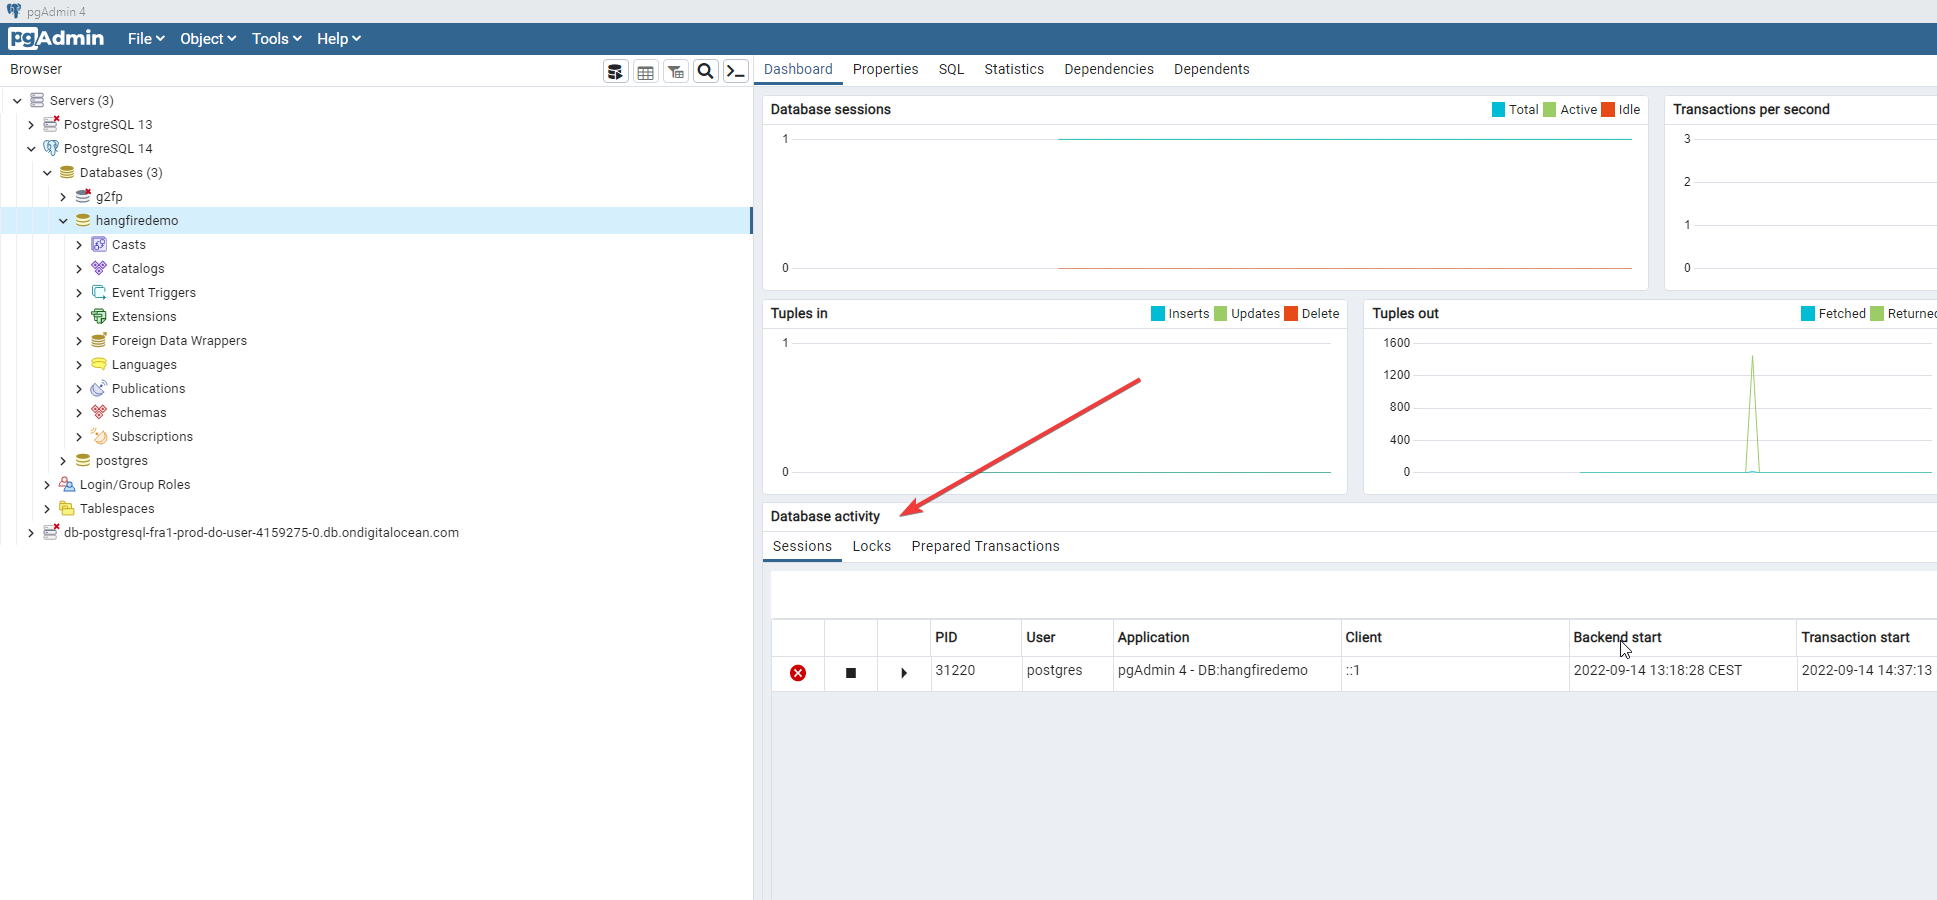 pgAdmin 4
pgAdmin File Object Tools Help
Browser
Dashboard Properties SQL Statistics Dependencies Dependents
Servers (3)
PostgreSQL 13
PostgreSQL 14
Databases (3)
g2fp
hangfiredemo
Casts
Catalogs
Event Triggers
Extensions
Foreign Data Wrappers
Languages
Publications
Schemas
Subscriptions
postgres
Login/Group Roles
Tablespaces
db-postgresql-fra1-prod-do-user-4159275-0.db.ondigitalocean.com
Database sessions Total Active Idle
1
0
Transactions per second
3
2
1
0
Tuples in Inserts Updates Delete
1
0
Tuples out Fetched Returned
1600
1200
800
400
0
Database activity
Sessions Locks Prepared Transactions
PID User Application Client Backend start Transaction start
31220 postgres pgAdmin 4 - DB:hangfiredemo ::1 2022-09-14 13:18:28 CEST 2022-09-14 14:37:13